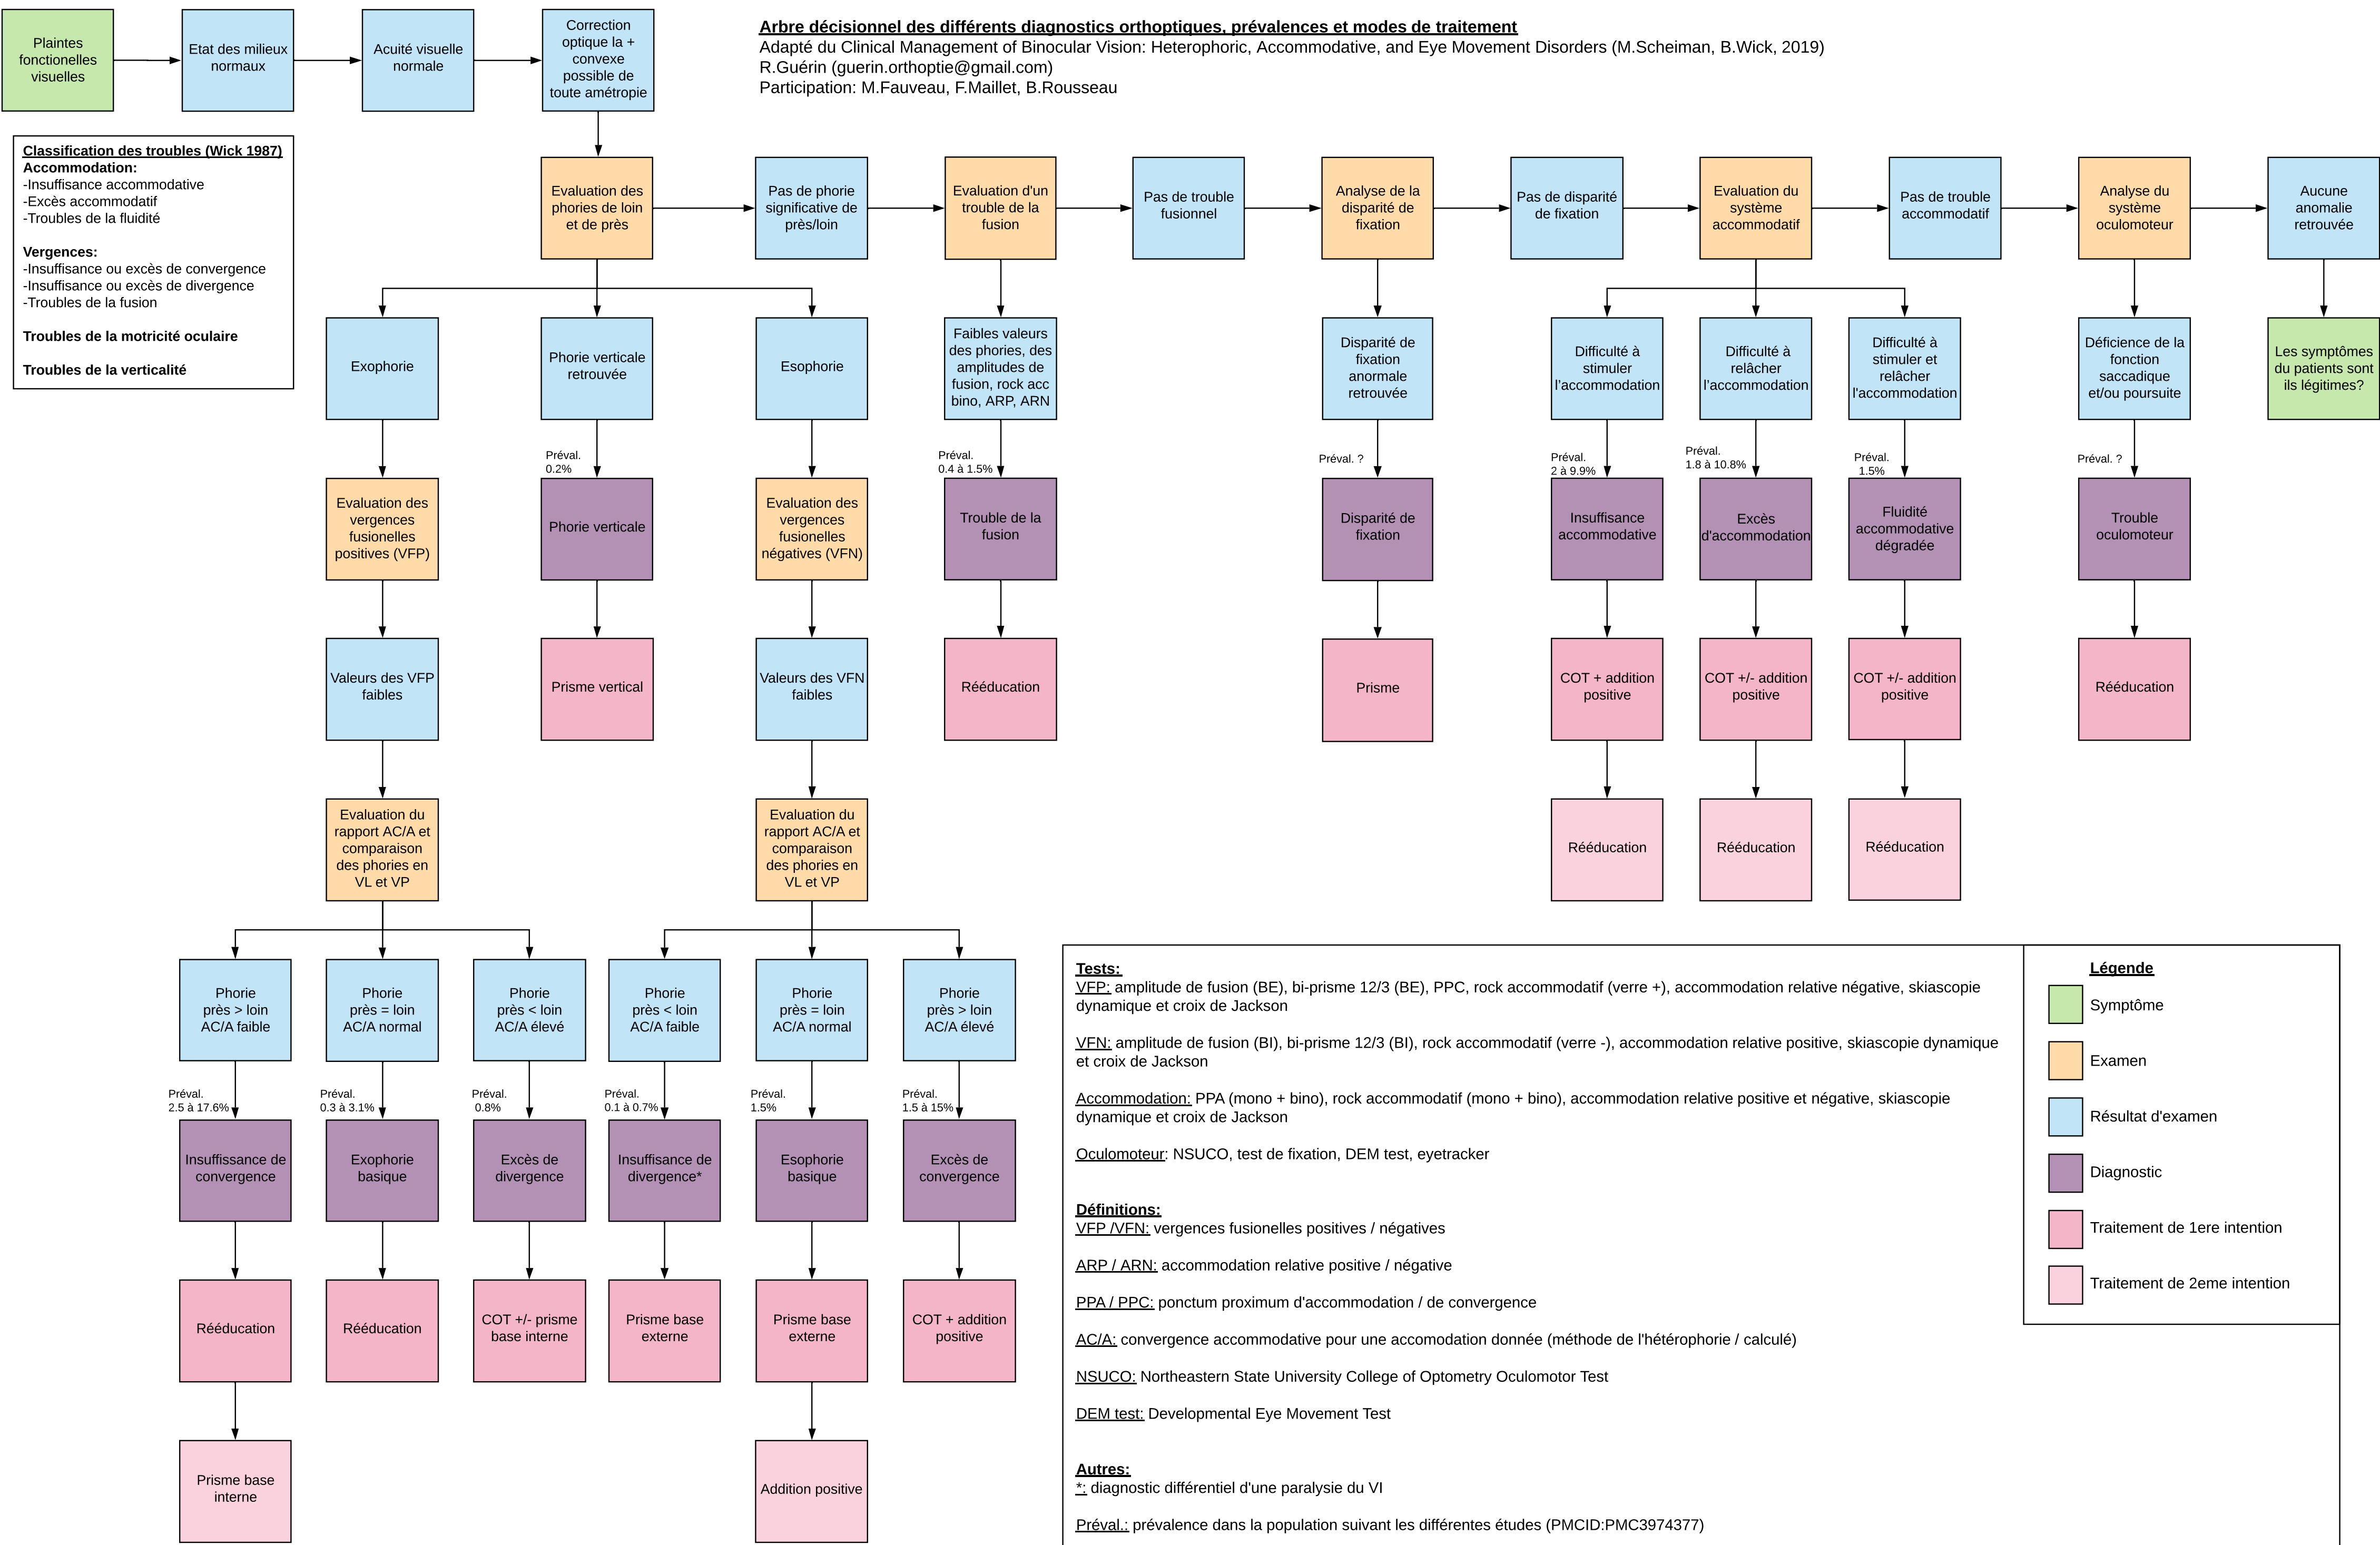 Plaintes
fonctionelles
visuelles
Etat des milieux
normaux
Acuité visuelle
normale
Correction
optique la +
convexe
possible de
toute amétropie
Arbre décisionnel des différents diagnostics orthoptiques, prévalences et modes de traitement
Adapté du Clinical Management of Binocular Vision: Heterophoric, Accommodative, and Eye Movement Disorders (M.Scheiman, B.Wick, 2019)
R.Guérin (guerin.orthoptie@gmail.com)
Participation: M.Fauveau, F.Maillet, B.Rousseau
Classification des troubles (Wick 1987)
Accommodation:
-Insuffisance accommodative
-Excès accommodatif
-Troubles de la fluidité
Vergences:
-Insuffisance ou excès de convergence
-Insuffisance ou excès de divergence
-Troubles de la fusion
Troubles de la motricité oculaire
Troubles de la verticalité
Evaluation des
phories de loin
et de près
Pas de phorie
significative de
près/loin
Evaluation d'un
trouble de la
fusion
Pas de trouble
fusionnel
Analyse de la
disparité de
fixation
Pas de disparité
de fixation
Evaluation du
système
accommodatif
Pas de trouble
accommodatif
Analyse du
système
oculomoteur
Aucune
anomalie
retrouvée
Exophorie
Phorie verticale
retrouvée
Esophorie
Faibles valeurs
des phories, des
amplitudes de
fusion, rock acc
bino, ARP, ARN
Disparité de
fixation
anormale
retrouvée
Difficulté à
stimuler
l'accommodation
Difficulté à
relâcher
l'accommodation
Difficulté à
stimuler et
relâcher
l'accommodation
Déficience de la
fonction
saccadique
et/ou poursuite
Les symptômes
du patients sont
ils légitimes?
Préval.
0.2%
Préval.
0.4 à 1.5%
Préval. ?
Préval.
2 à 9.9%
Préval.
1.8 à 10.8%
Préval.
1.5%
Préval. ?
Evaluation des
vergences
fusionelles
positives (VFP)
Phorie verticale
Evaluation des
vergences
fusionelles
négatives (VFN)
Trouble de la
fusion
Disparité de
fixation
Insuffisance
accommodative
Excès
d'accommodation
Fluidité
accommodative
dégradée
Trouble
oculomoteur
Valeurs des VFP
faibles
Prisme vertical
Valeurs des VFN
faibles
Rééducation
Prisme
COT + addition
positive
COT +/- addition
positive
COT +/- addition
positive
Rééducation
Evaluation du
rapport AC/A et
comparaison
des phories en
VL et VP
Evaluation du
rapport AC/A et
comparaison
des phories en
VL et VP
Rééducation
Rééducation
Rééducation
Phorie
près > loin
AC/A faible
Phorie
près = loin
AC/A normal
Phorie
près < loin
AC/A élevé
Phorie
près < loin
AC/A faible
Phorie
près = loin
AC/A normal
Phorie
près > loin
AC/A élevé
Préval.
2.5 à 17.6%
Préval.
0.3 à 3.1%
Préval.
0.8%
Préval.
0.1 à 0.7%
Préval.
1.5%
Préval.
1.5 à 15%
Insuffissance de
convergence
Exophorie
basique
Excès de
divergence
Insuffisance de
divergence*
Esophorie
basique
Excès de
convergence
Rééducation
Rééducation
COT +/- prisme
base interne
Prisme base
externe
Prisme base
externe
COT + addition
positive
Prisme base
interne
Addition positive
Tests:
VFP: amplitude de fusion (BE), bi-prisme 12/3 (BE), PPC, rock accommodatif (verre +), accommodation relative négative, skiascopie
dynamique et croix de Jackson
VFN: amplitude de fusion (BI), bi-prisme 12/3 (BI), rock accommodatif (verre -), accommodation relative positive, skiascopie dynamique
et croix de Jackson
Accommodation: PPA (mono + bino), rock accommodatif (mono + bino), accommodation relative positive et négative, skiascopie
dynamique et croix de Jackson
Oculomoteur: NSUCO, test de fixation, DEM test, eyetracker
Définitions:
VFP /VFN: vergences fusionelles positives / négatives
ARP / ARN: accommodation relative positive / négative
PPA / PPC: ponctum proximum d'accommodation / de convergence
AC/A: convergence accommodative pour une accomodation donnée (méthode de l'hétérophorie / calculé)
NSUCO: Northeastern State University College of Optometry Oculomotor Test
DEM test: Developmental Eye Movement Test
Autres:
*: diagnostic différentiel d'une paralysie du VI
Préval.: prévalence dans la population suivant les différentes études (PMCID:PMC3974377)
Légende
Symptôme
Examen
Résultat d'examen
Diagnostic
Traitement de 1ere intention
Traitement de 2eme intention